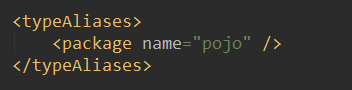 <typeAliases>
    <package name="pojo" />
</typeAliases>